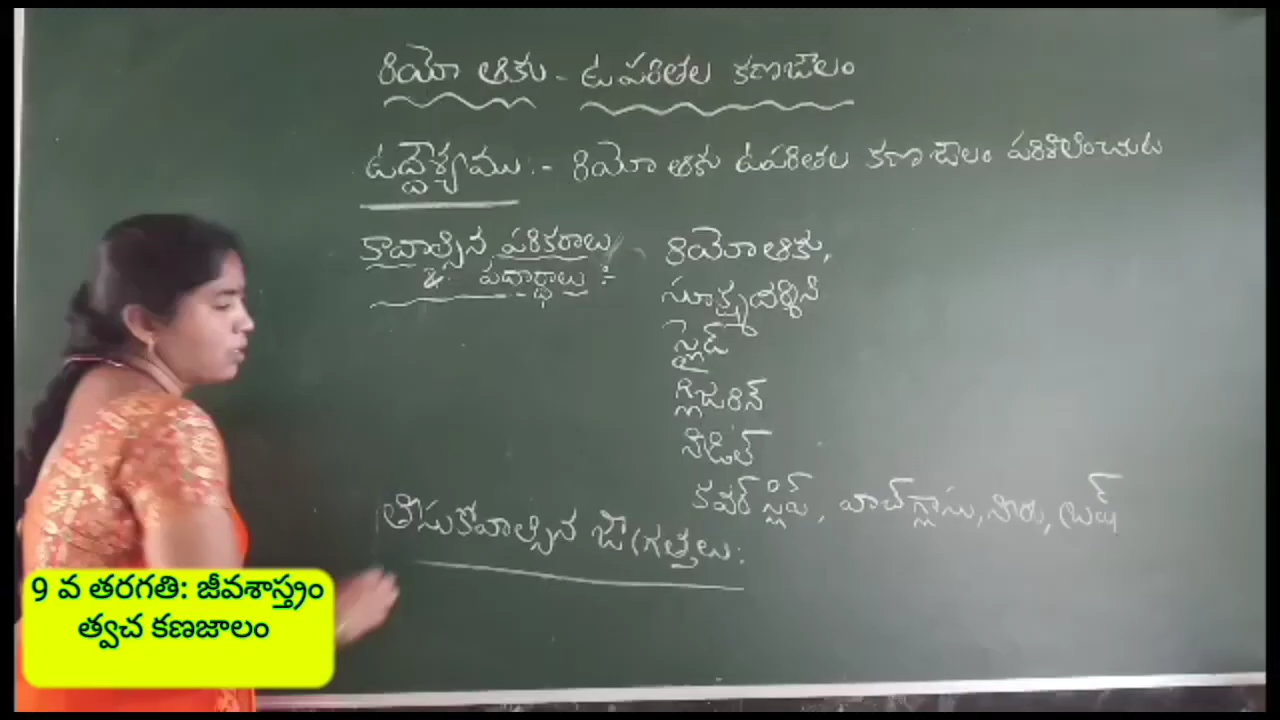 రియో ఆకు - ఉపరితల కణజాలం
ఉద్దేశ్యము :- రియో ఆకు ఉపరితల కణజాలం పరిశీలించుట
కావాల్సిన పరికరాలు - రియో ఆకు,
& పదార్థాలు :-
సూక్ష్మదర్శిని
స్లైడ్
గ్లిజరిన్
నీడిల్
కవర్ స్లిప్, వాచ్ గ్లాసు, నీరు, బ్రష్
తీసుకోవాల్సిన జాగ్రత్తలు:
9 వ తరగతి: జీవశాస్త్రం
త్వచ కణజాలం